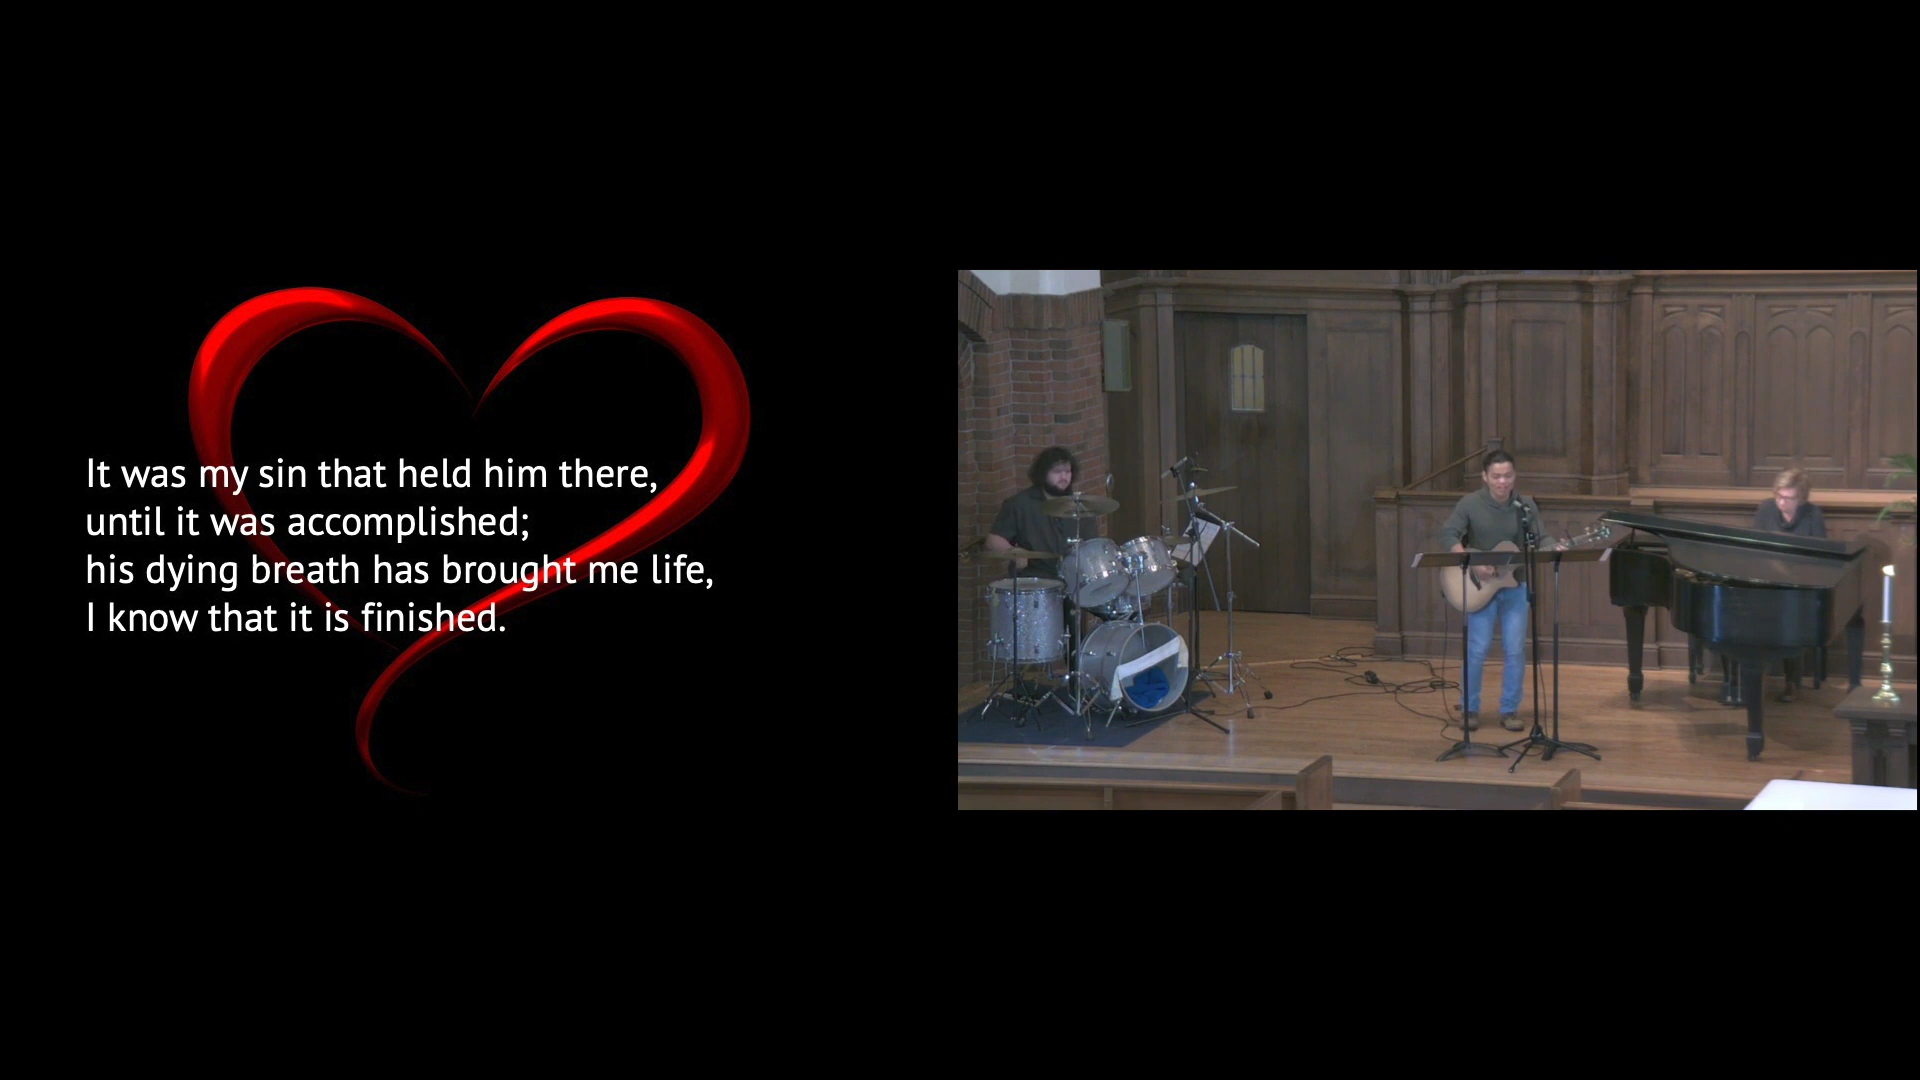 It was my sin that held him there,
until it was accomplished;
his dying breath has brought me life,
I know that it is finished.